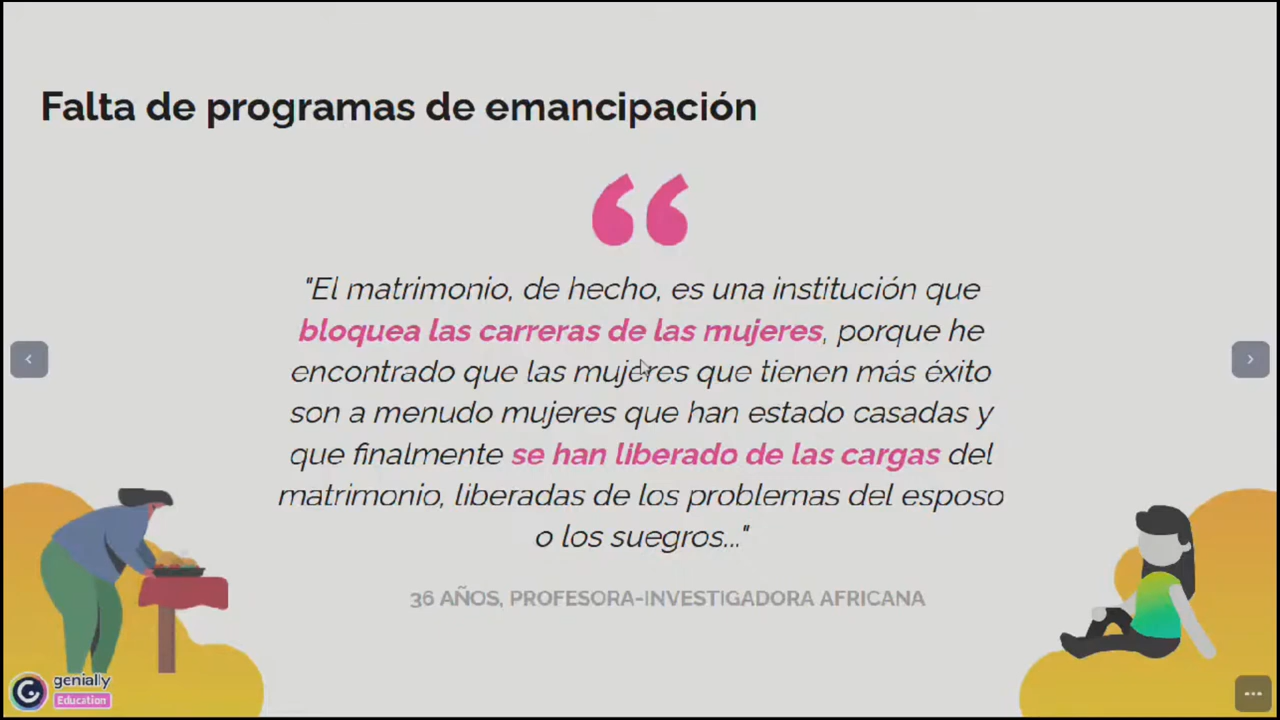 Falta de programas de emancipación
"El matrimonio, de hecho, es una institución que
bloquea las carreras de las mujeres, porque he
encontrado que las mujeres que tienen más éxito
son a menudo mujeres que han estado casadas y
que finalmente se han liberado de las cargas del
matrimonio, liberadas de los problemas del esposo
o los suegros..."
36 AÑOS, PROFESORA-INVESTIGADORA AFRICANA
genially
Education